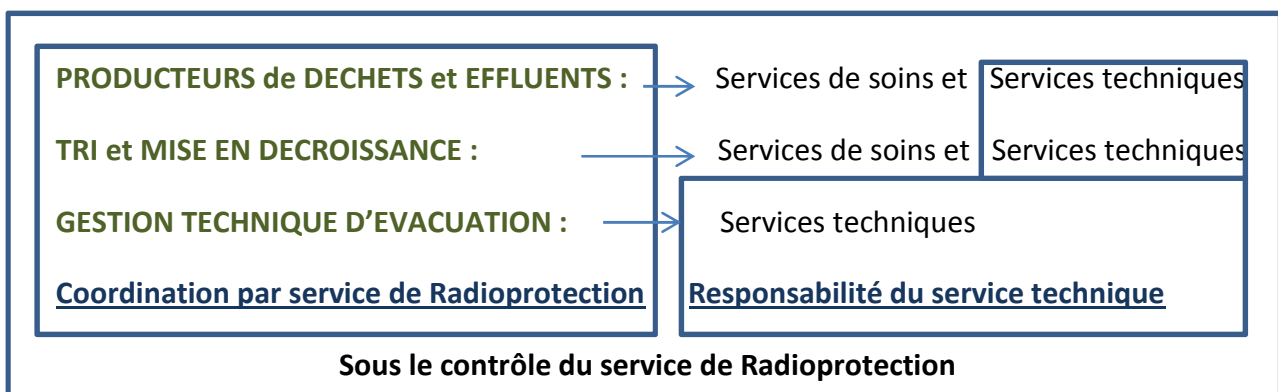 PRODUCTEURS de DECHETS et EFFLUENTS : Services de soins et Services techniques
TRI et MISE EN DECROISSANCE : Services de soins et Services techniques
GESTION TECHNIQUE D’EVACUATION : Services techniques
Coordination par service de Radioprotection Responsabilité du service technique
Sous le contrôle du service de Radioprotection